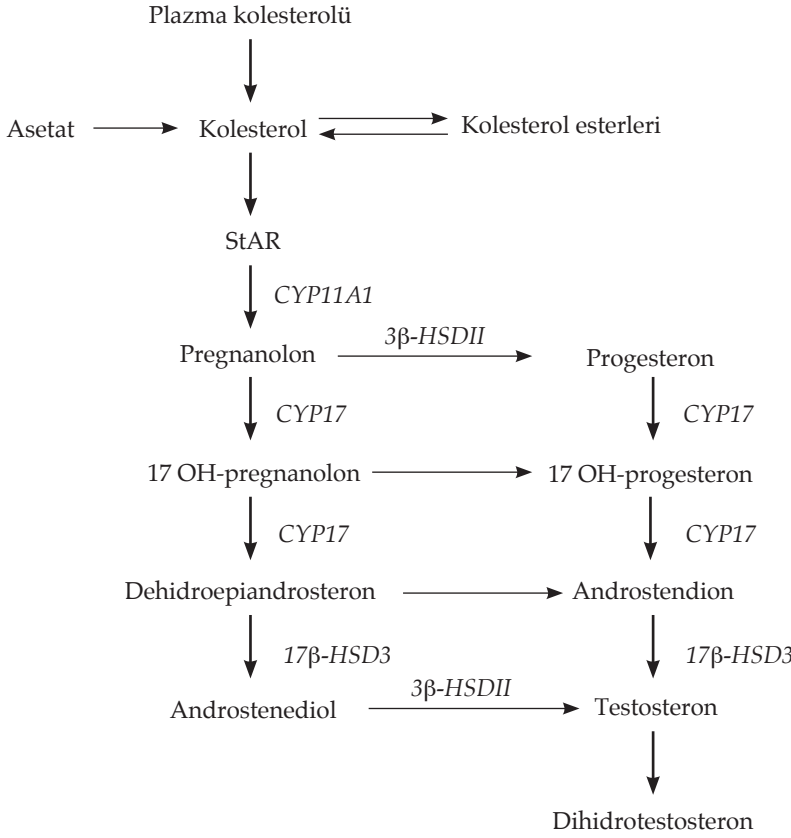 Plazma kolesterolü
Asetat
Kolesterol
Kolesterol esterleri
StAR
CYP11A1
Pregnanolon
3β-HSDII
Progesteron
CYP17
CYP17
17 OH-pregnanolon
17 OH-progesteron
CYP17
CYP17
Dehidroepiandrosteron
Androstendion
17β-HSD3
17β-HSD3
Androstenediol
3β-HSDII
Testosteron
Dihidrotestosteron